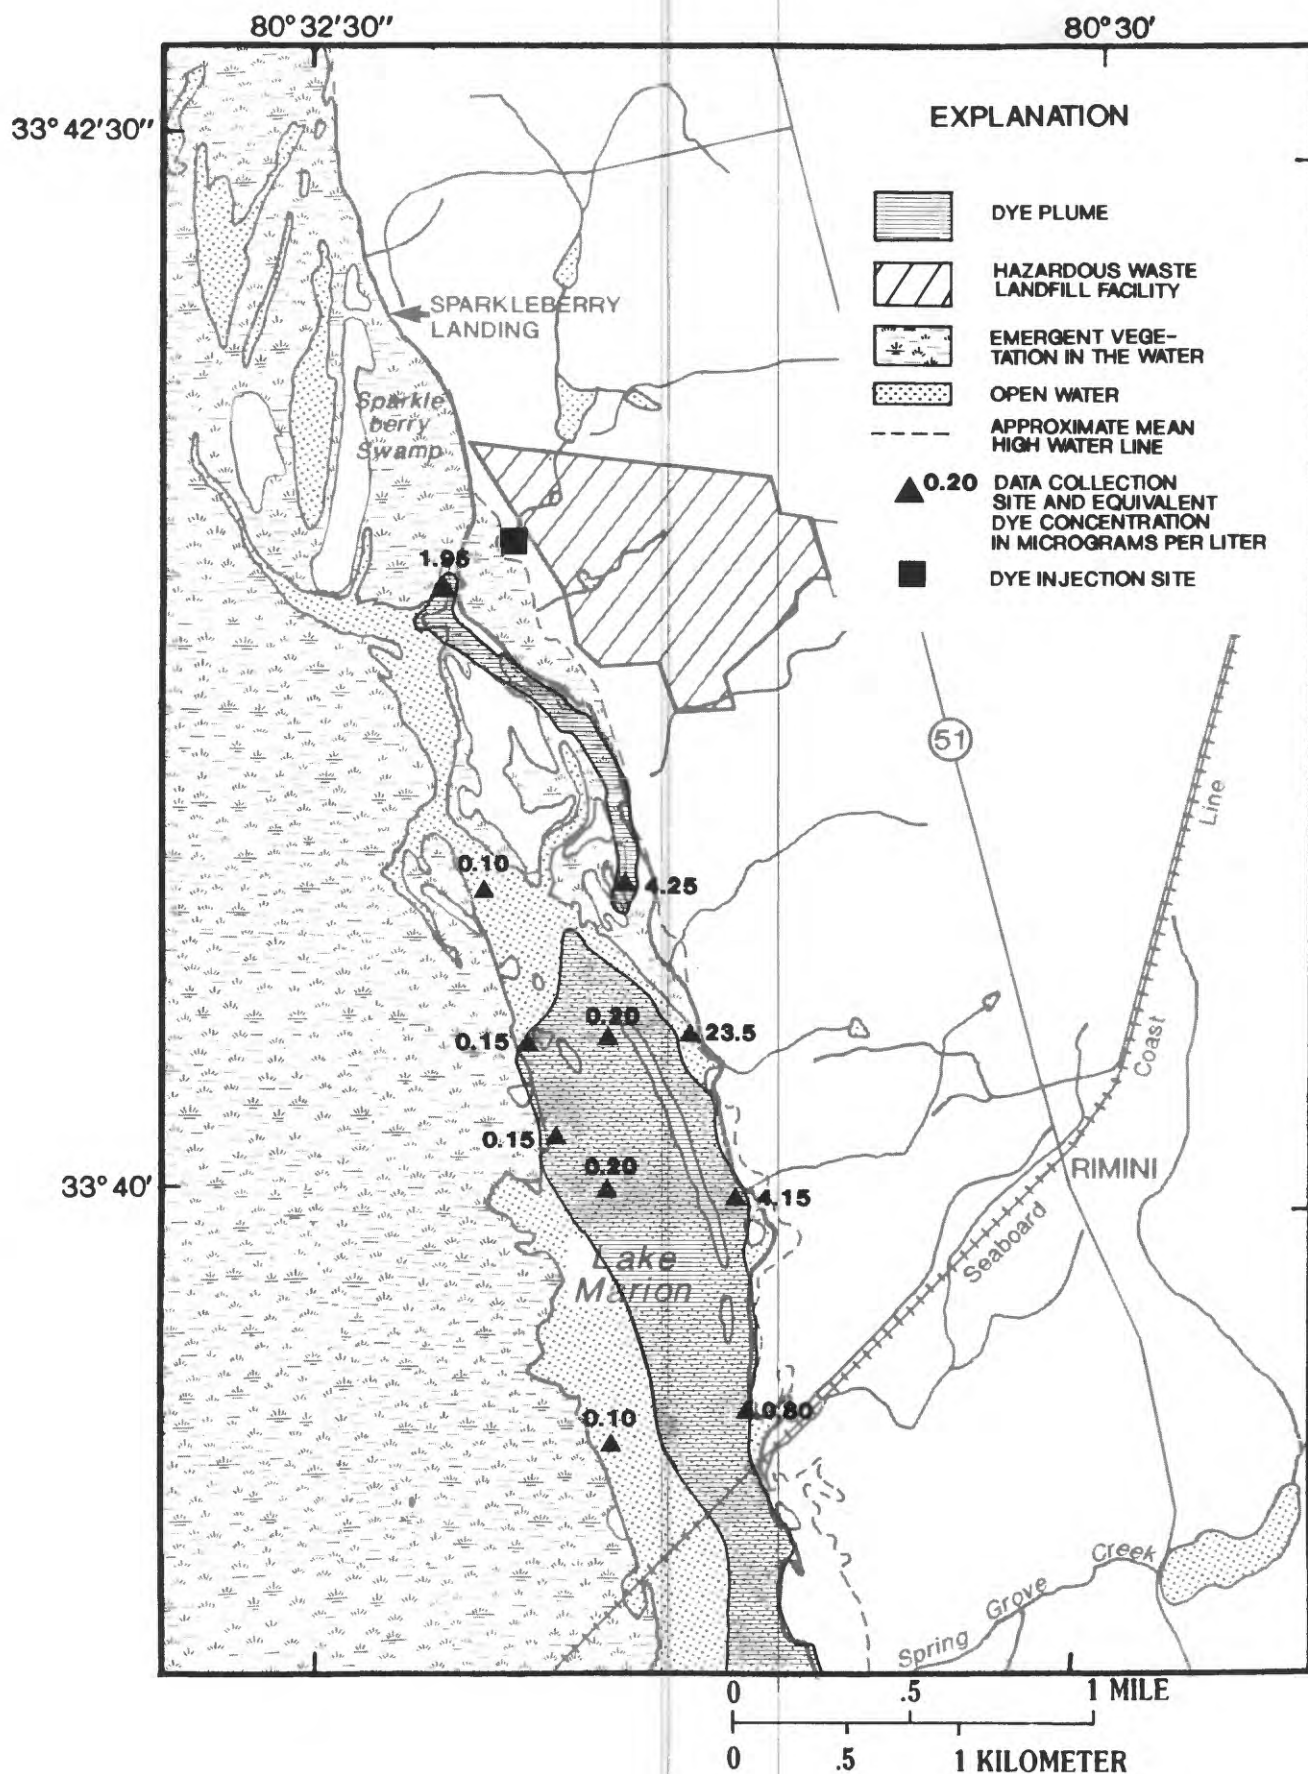 80° 32′30″
80° 30′
33° 42′30″
EXPLANATION
DYE PLUME
HAZARDOUS WASTE
LANDFILL FACILITY
EMERGENT VEGE-
TATION IN THE WATER
OPEN WATER
APPROXIMATE MEAN
HIGH WATER LINE
0.20 DATA COLLECTION
SITE AND EQUIVALENT
DYE CONCENTRATION
IN MICROGRAMS PER LITER
DYE INJECTION SITE
SPARKLEBERRY
LANDING
Sparkle
berry
Swamp
1.95
51
Line
0.10
4.25
0.20
0.15
23.5
Coast
0.15
0.20
4.15
RIMINI
33° 40′
Seaboard
Lake
Marion
0.80
0.10
Spring Grove Creek
0 .5 1 MILE
0 .5 1 KILOMETER